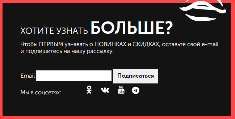 ХОТИТЕ УЗНАТЬ БОЛЬШЕ?
Чтобы ПЕРВЫМ узнавать о НОВИНКАХ и СКИДКАХ, оставьте свой e-mail
и подпишитесь на нашу рассылку
Email Подписаться
Мы в соцсетях: